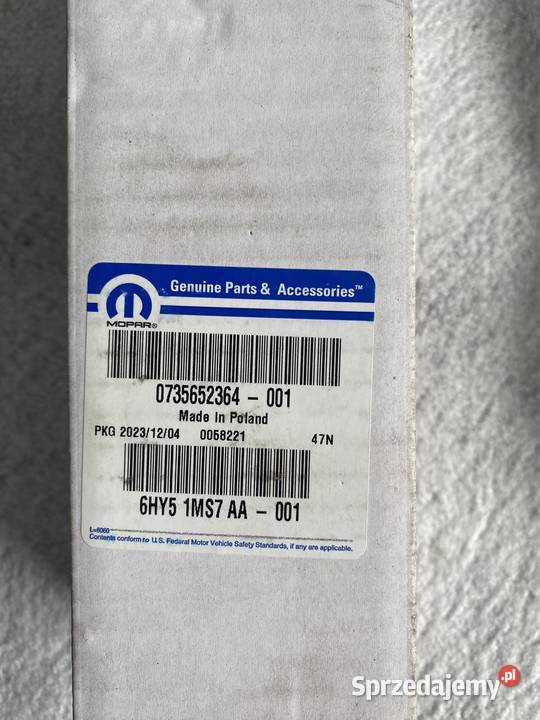 Genuine Parts & Accessories™
MOPAR®
0735652364 - 001
Made In Poland
PKG 2023/12/04 0058221 47N
6HY5 1MS7 AA - 001
L=6060
Contents conform to U.S. Federal Motor Vehicle Safety Standards, if any are applicable.
Sprzedajemy.pl